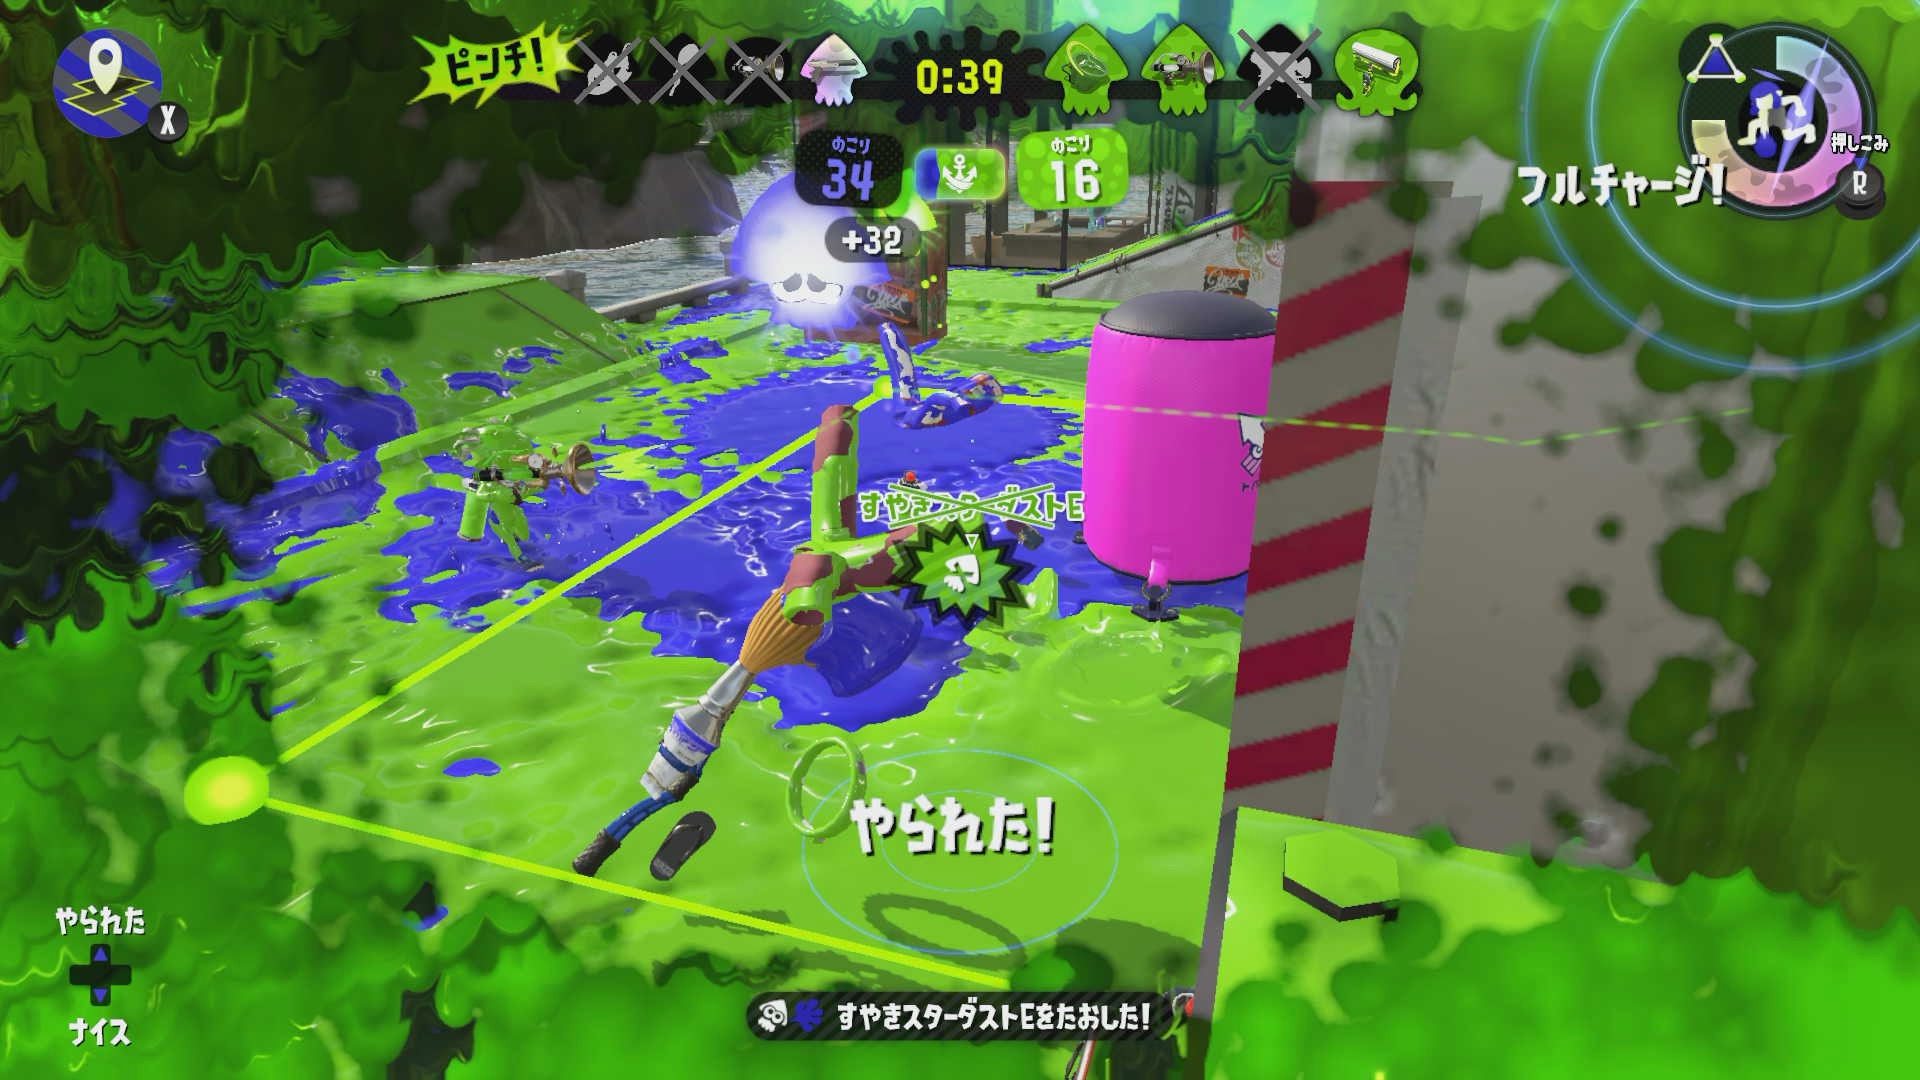 ピンチ!
0:39
X
のこり
34
のこり
16
+32
フルチャージ!
押しこみ
R
すやきスターダストE
やられた!
やられた
ナイス
すやきスターダストEをたおした!